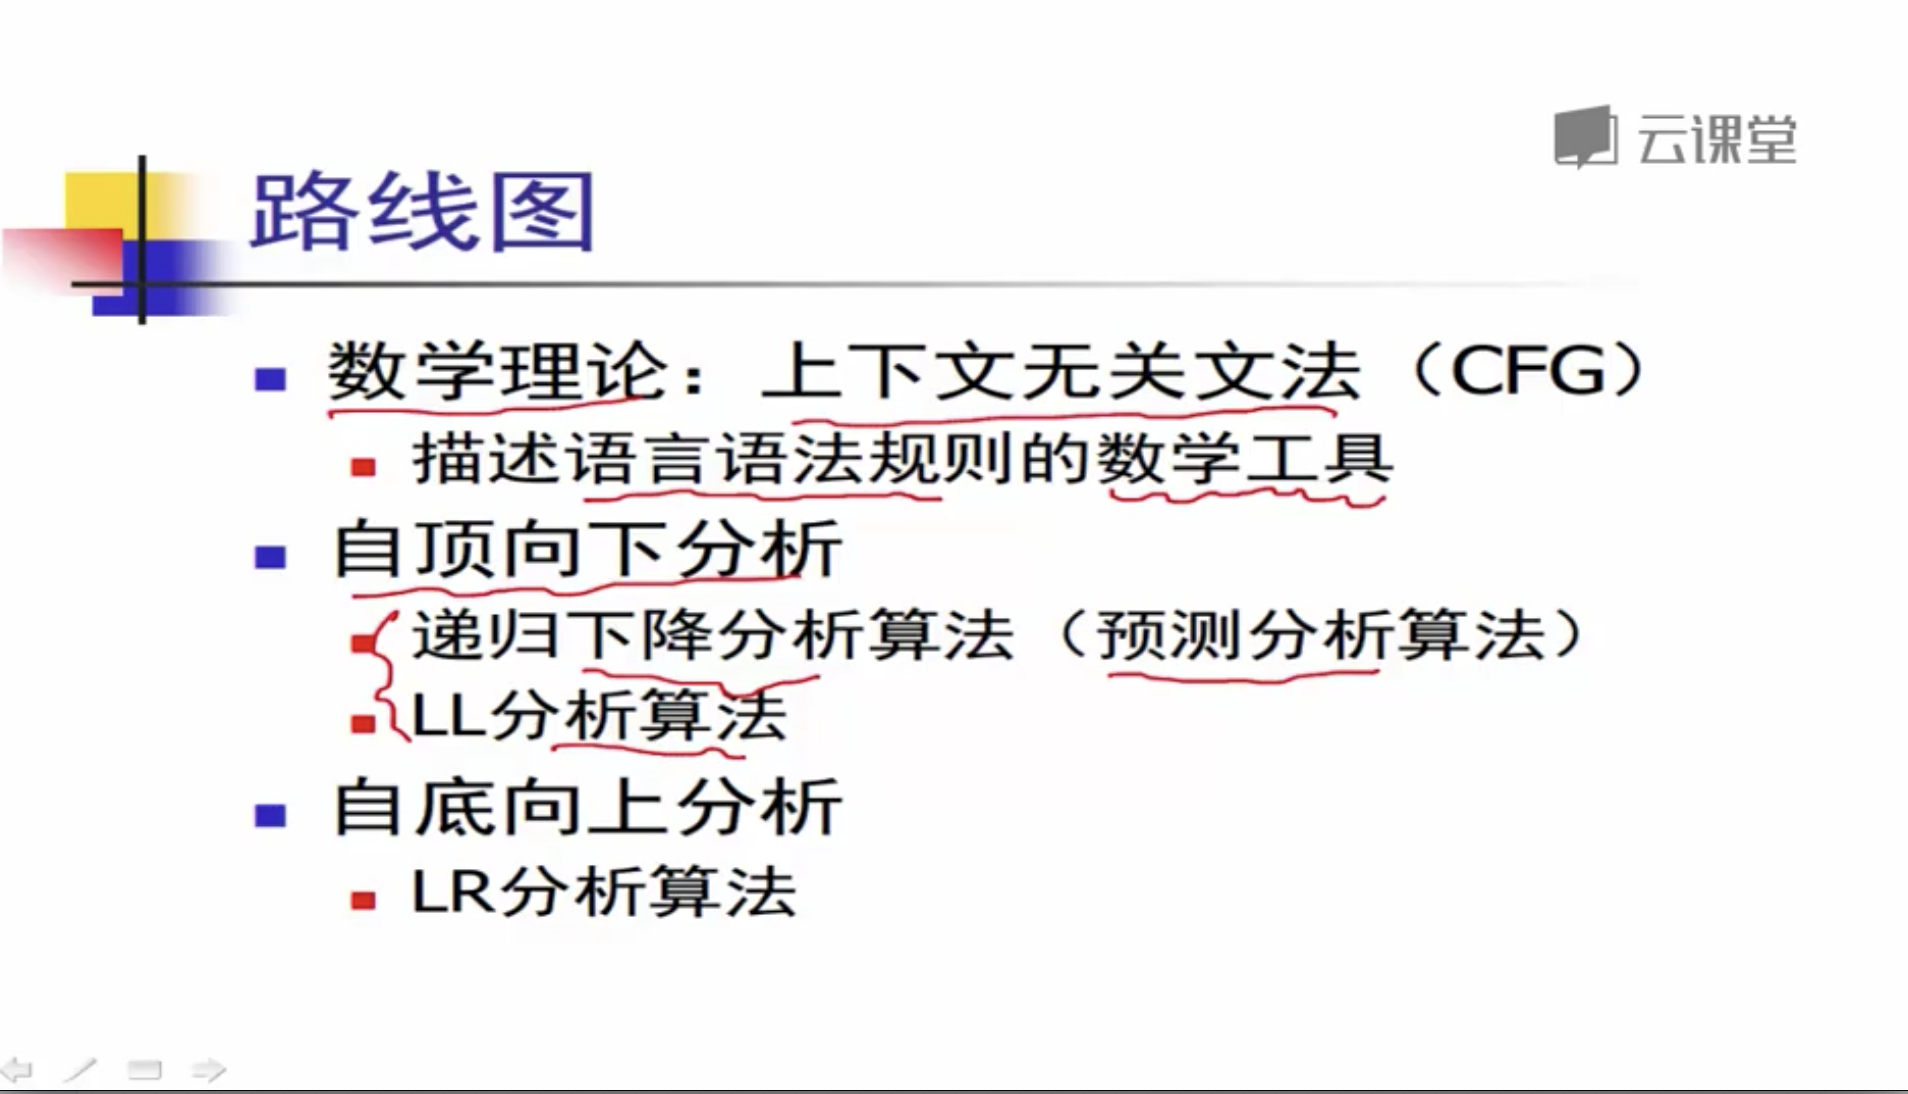 云课堂
路线图
数学理论：上下文无关文法（CFG）
描述语言语法规则的数学工具
自顶向下分析
递归下降分析算法（预测分析算法）
LL分析算法
自底向上分析
LR分析算法